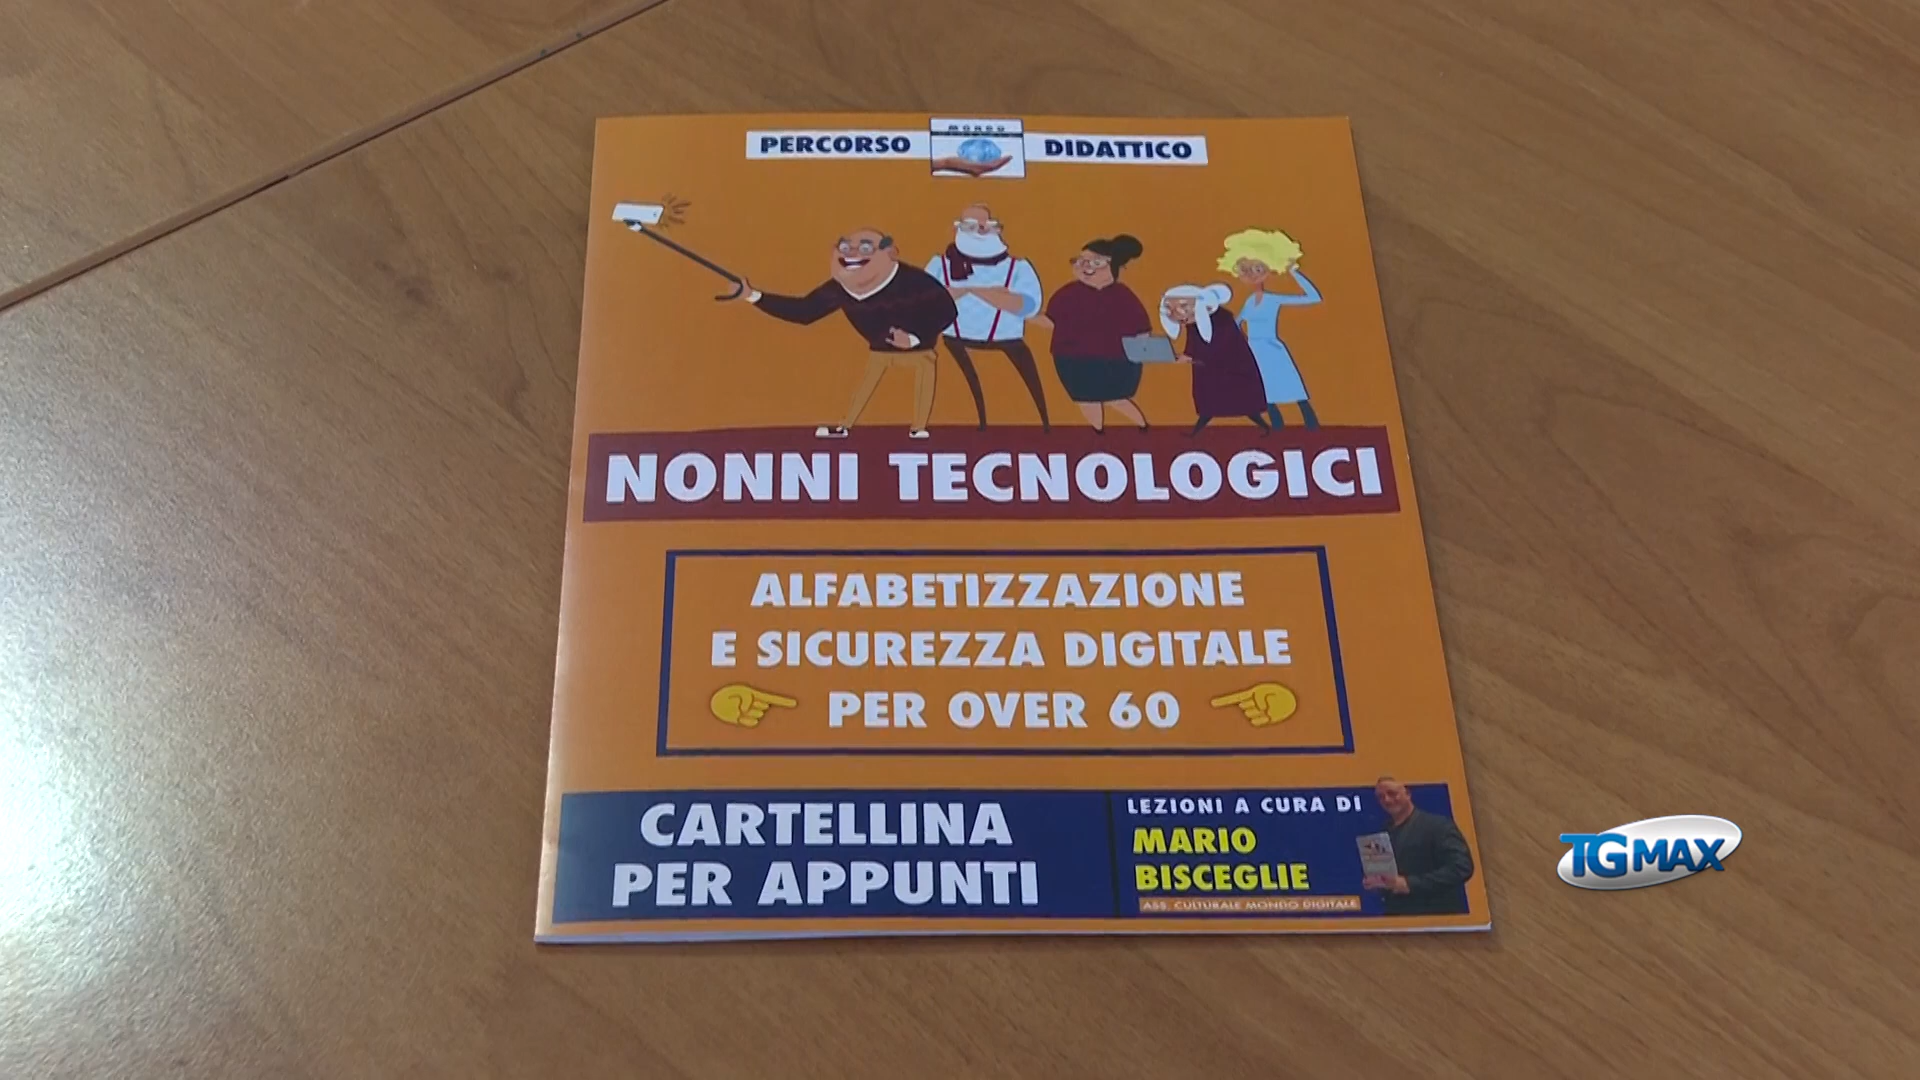 PERCORSO MONDO DIDATTICO
NONNI TECNOLOGICI
ALFABETIZZAZIONE
E SICUREZZA DIGITALE
PER OVER 60
CARTELLINA
PER APPUNTI
LEZIONI A CURA DI
MARIO
BISCEGLIE
ASS. CULTURALE MONDO DIGITALE
TGMAX